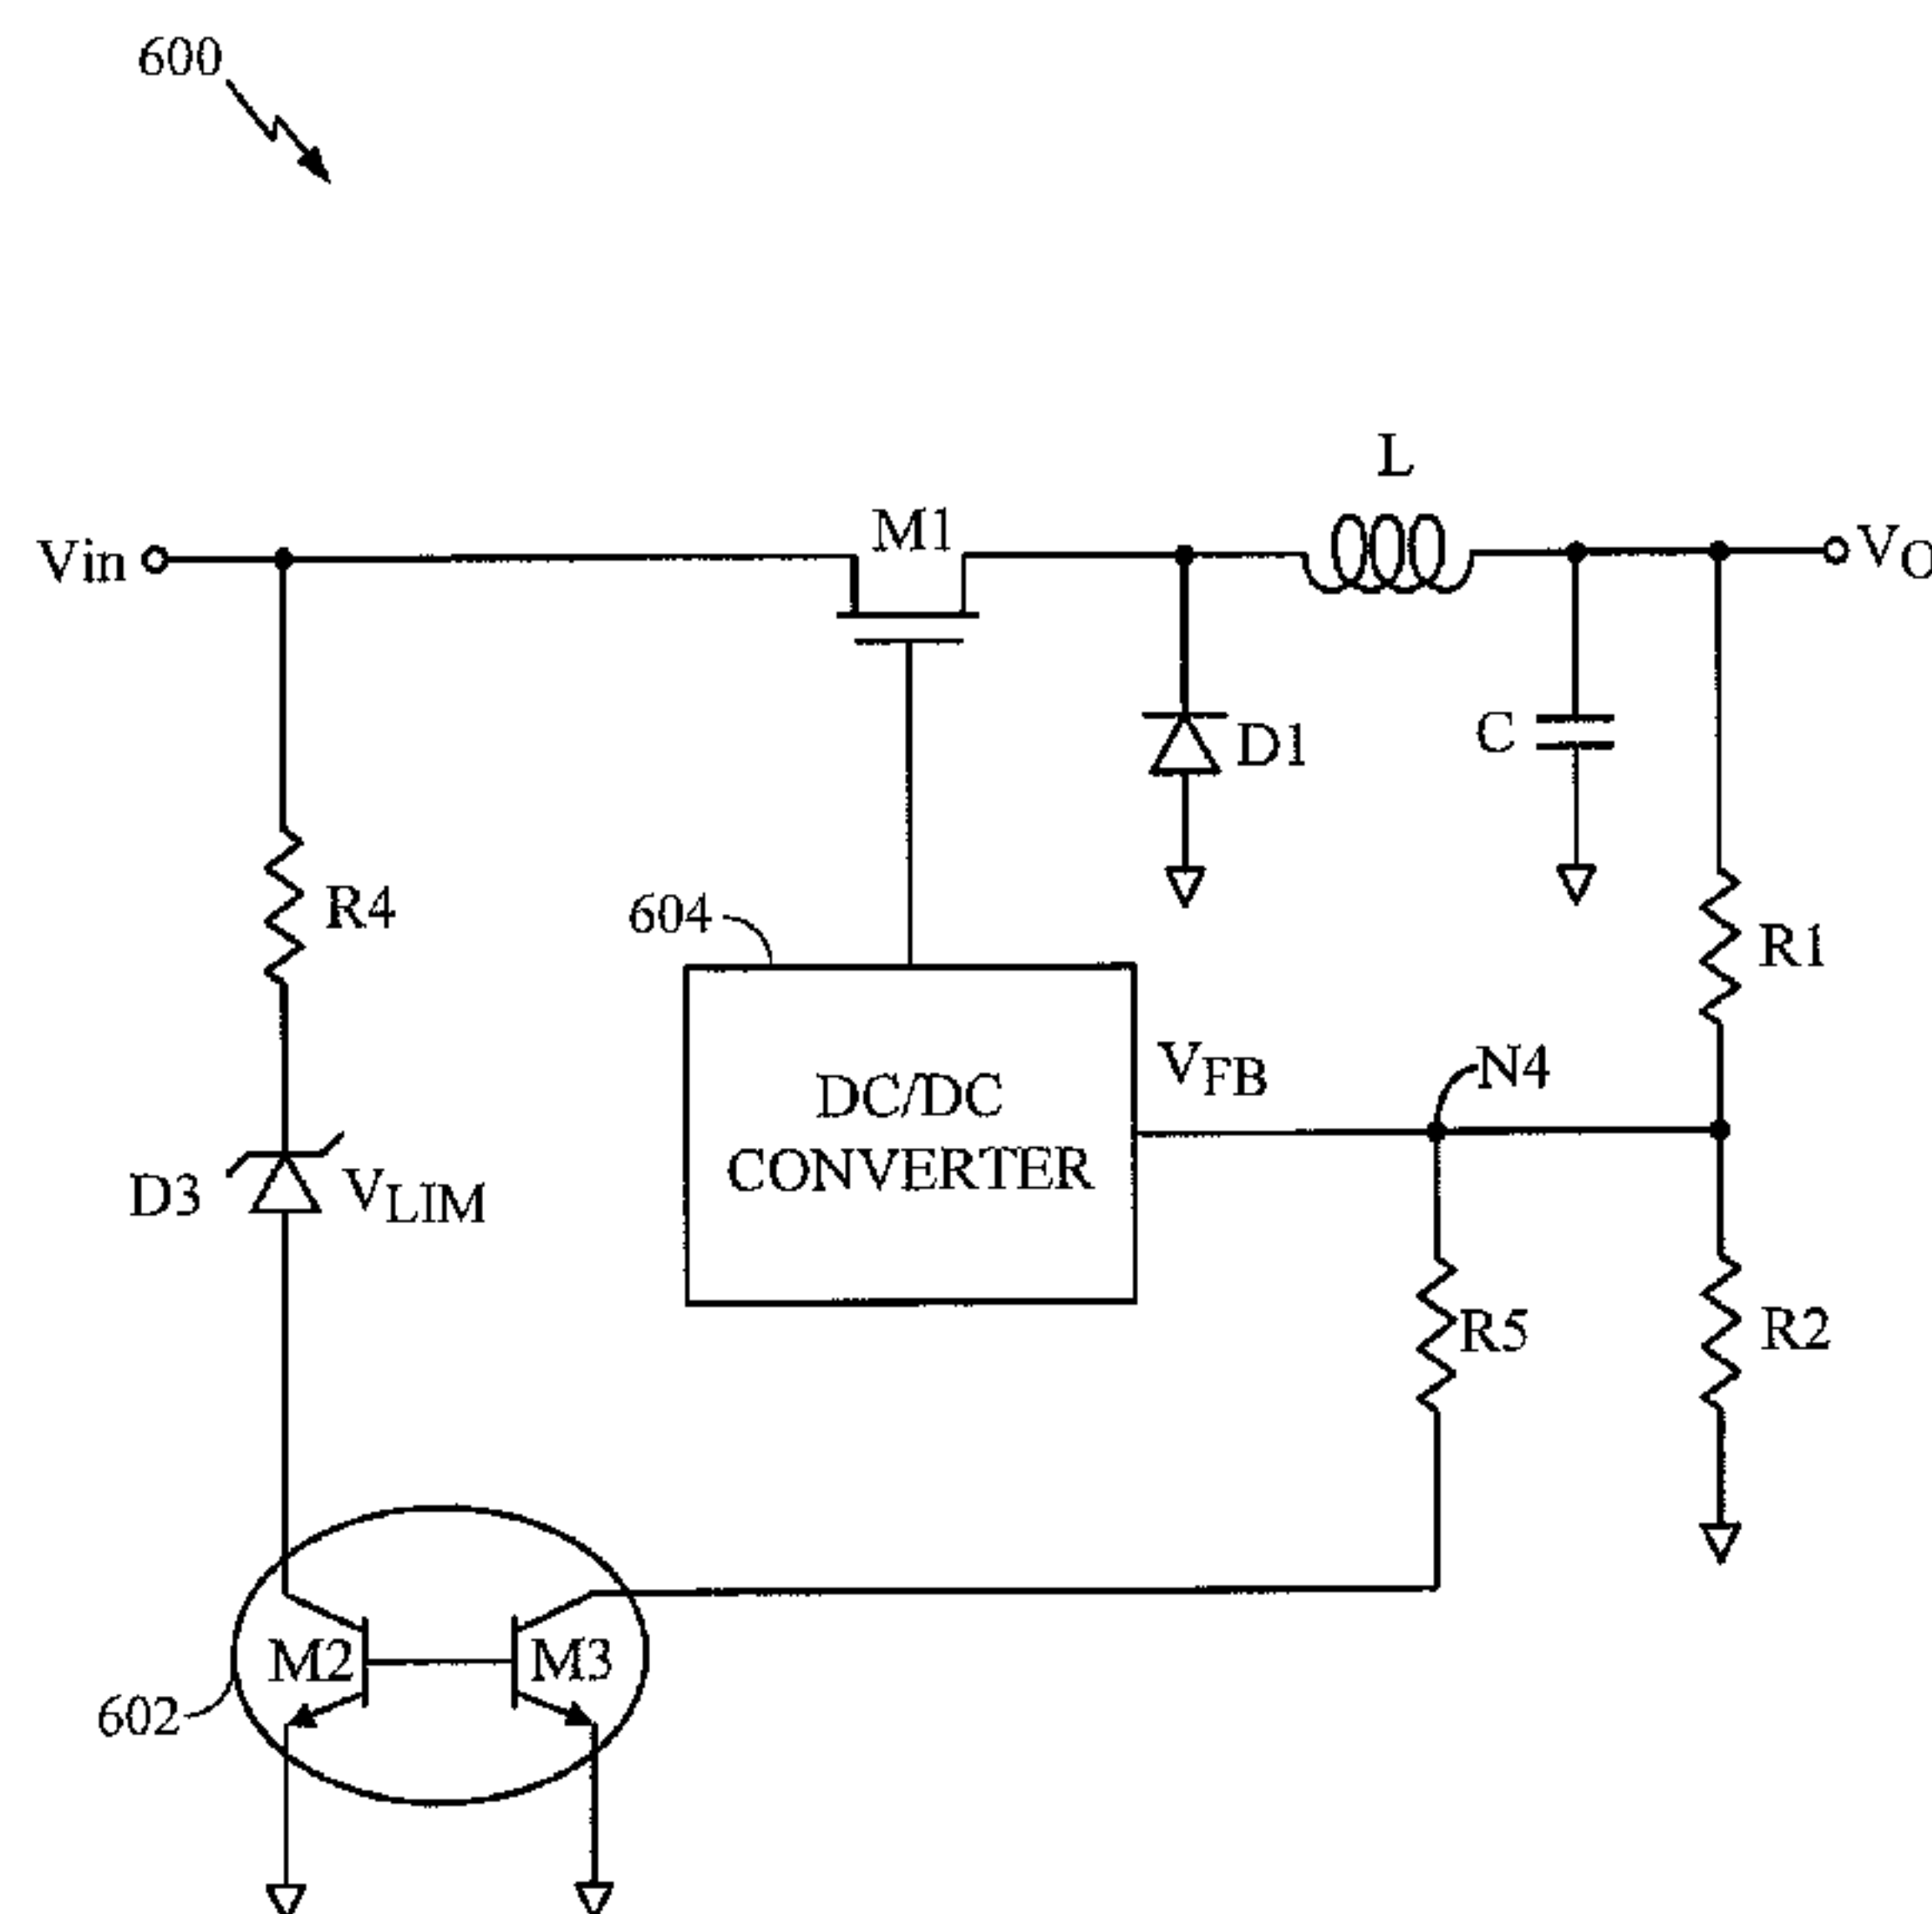 600
L
M1
Vin
VO
D1
C
R4
604
R1
VFB
N4
DC/DC
CONVERTER
D3
VLIM
R5
R2
M2
M3
602